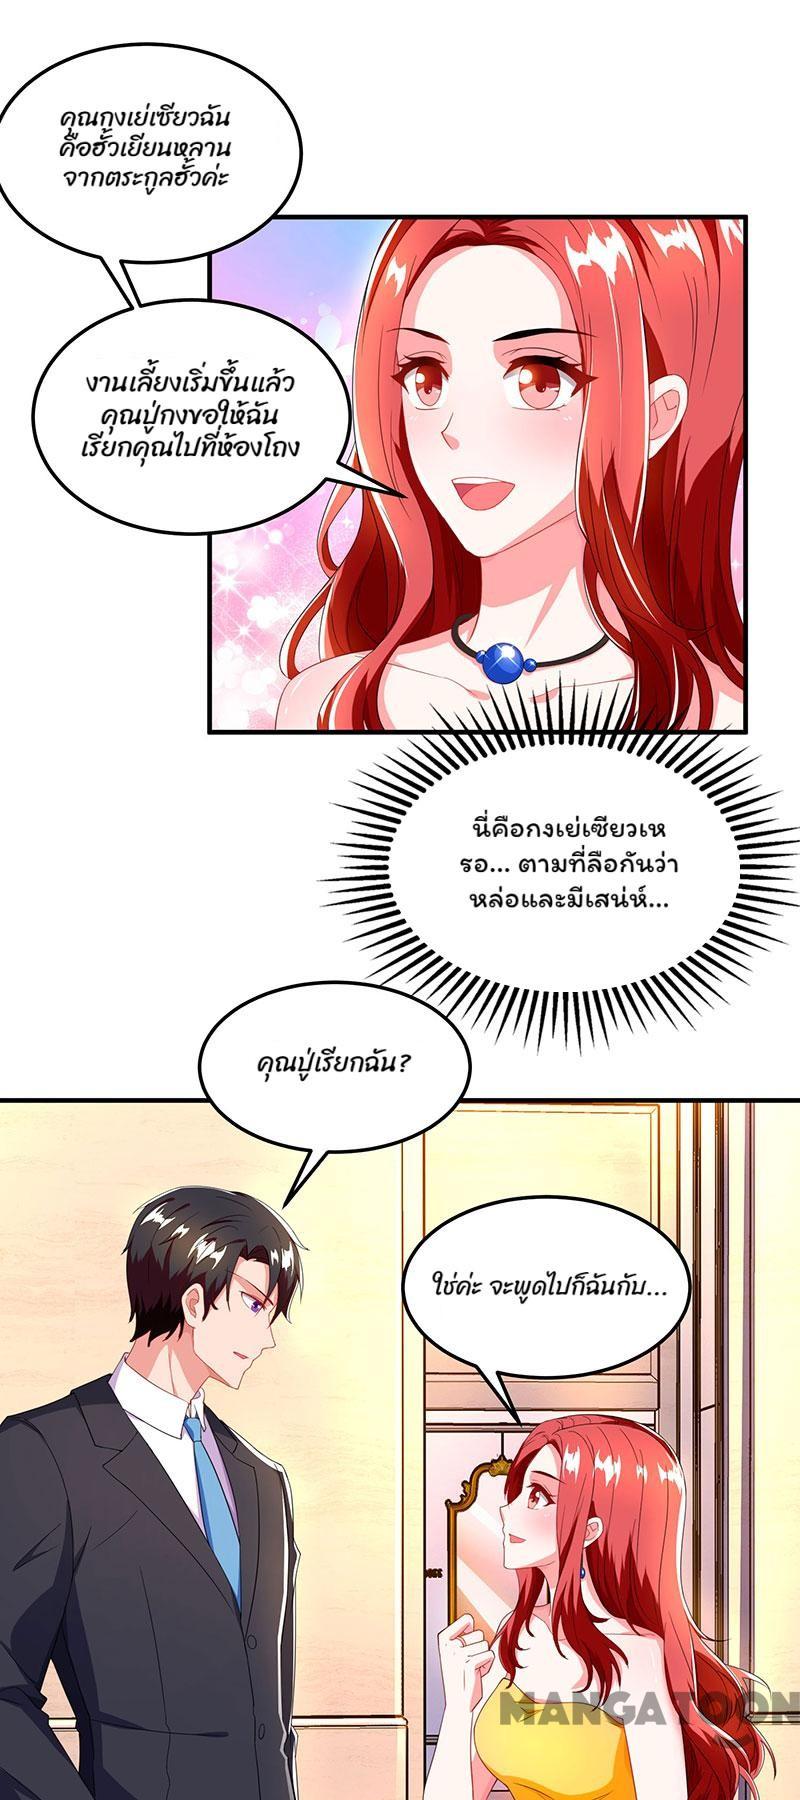 คุณกงเย่เซียวฉัน
คือฮั้วเยียนหลาน
จากตระกูลฮั้วค่ะ
งานเลี้ยงเริ่มขึ้นแล้ว
คุณปู่กงขอให้ฉัน
เรียกคุณไปที่ห้องโถง
นี่คือกงเย่เซียวเห
รอ... ตามที่ลือกันว่า
หล่อและมีเสน่ห์...
คุณปู่เรียกฉัน?
ใช่ค่ะ จะพูดไปก็ฉันกับ...
MANGATOON